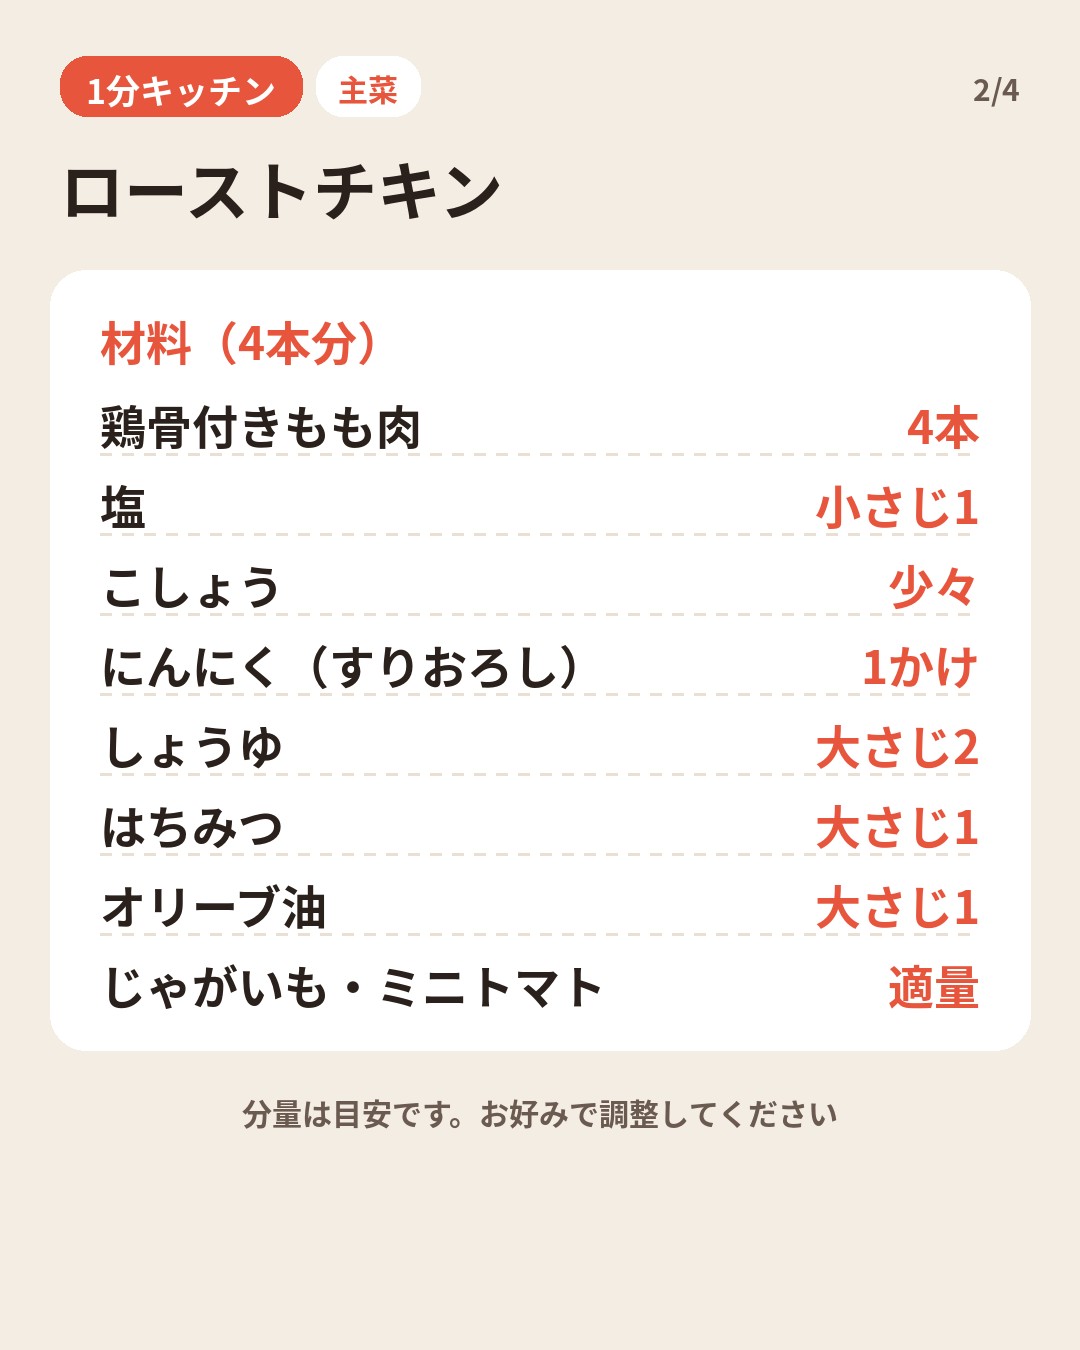 1分キッチン 主菜 2/4
ローストチキン
材料（4本分）
鶏骨付きもも肉 4本
塩 小さじ1
こしょう 少々
にんにく（すりおろし） 1かけ
しょうゆ 大さじ2
はちみつ 大さじ1
オリーブ油 大さじ1
じゃがいも・ミニトマト 適量
分量は目安です。お好みで調整してください